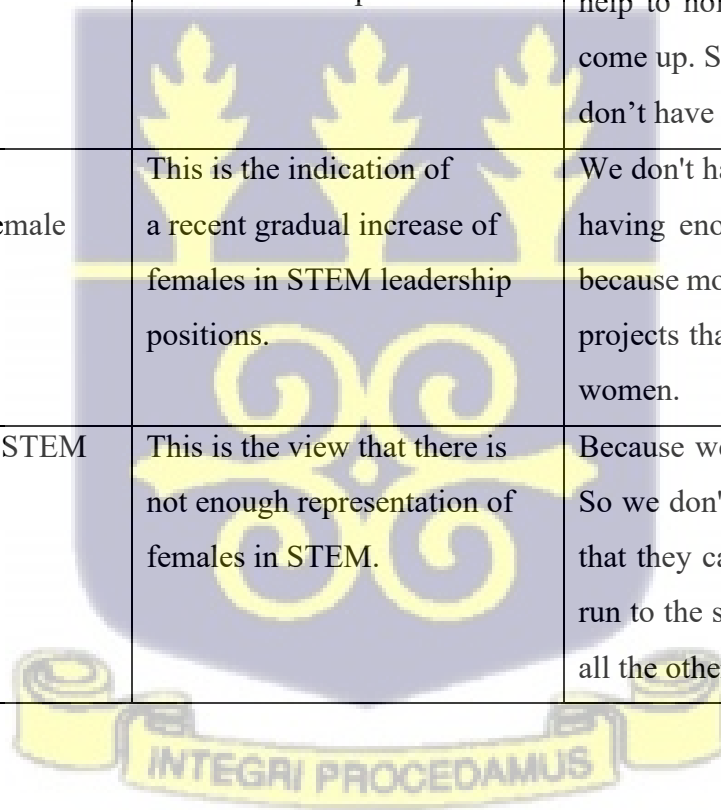 help to
come up. S
don't have
emale
This is the indication of
a recent gradual increase of
females in STEM leadership
positions.
We don't ha
having eno
because mo
projects tha
women.
STEM
This is the view that there is
not enough representation of
females in STEM.
Because we
So we don'
that they ca
run to the s
all the othe
INTEGRI PROCEDAMUS